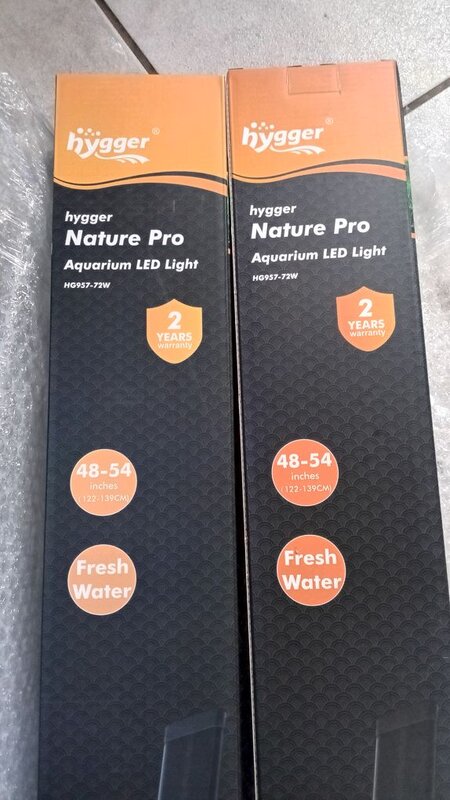 hygger®
hygger
Nature Pro
Aquarium LED Light
HG957-72W
2
YEARS
warranty
48-54
inches
(122-139CM)
Fresh
Water
hygger®
hygger
Nature Pro
Aquarium LED Light
HG957-72W
2
YEARS
warranty
48-54
inches
(122-139CM)
Fresh
Water